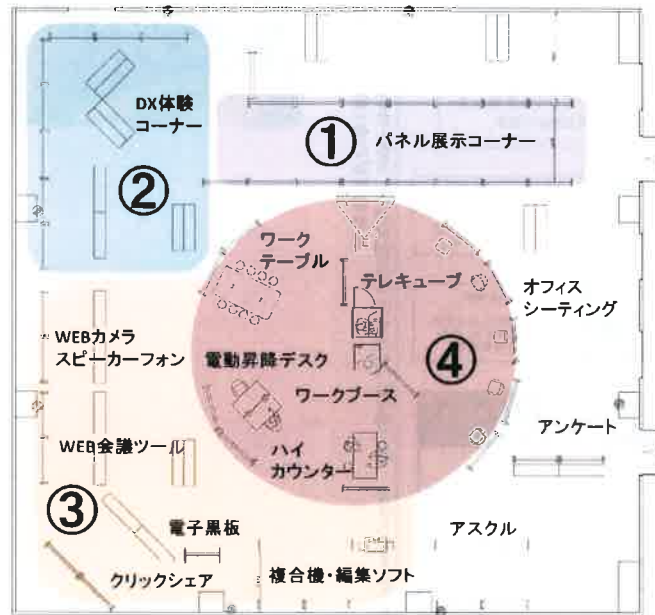 DX体験
コーナー
①
パネル展示コーナー
②
ワーク
テーブル
テレキューブ
オフィス
シーティング
WEBカメラ
スピーカーフォン
電動昇降デスク
④
ワークブース
アンケート
WEB会議ツール
ハイ
カウンター
③
電子黒板
アスクル
クリックシェア
複合機・編集ソフト